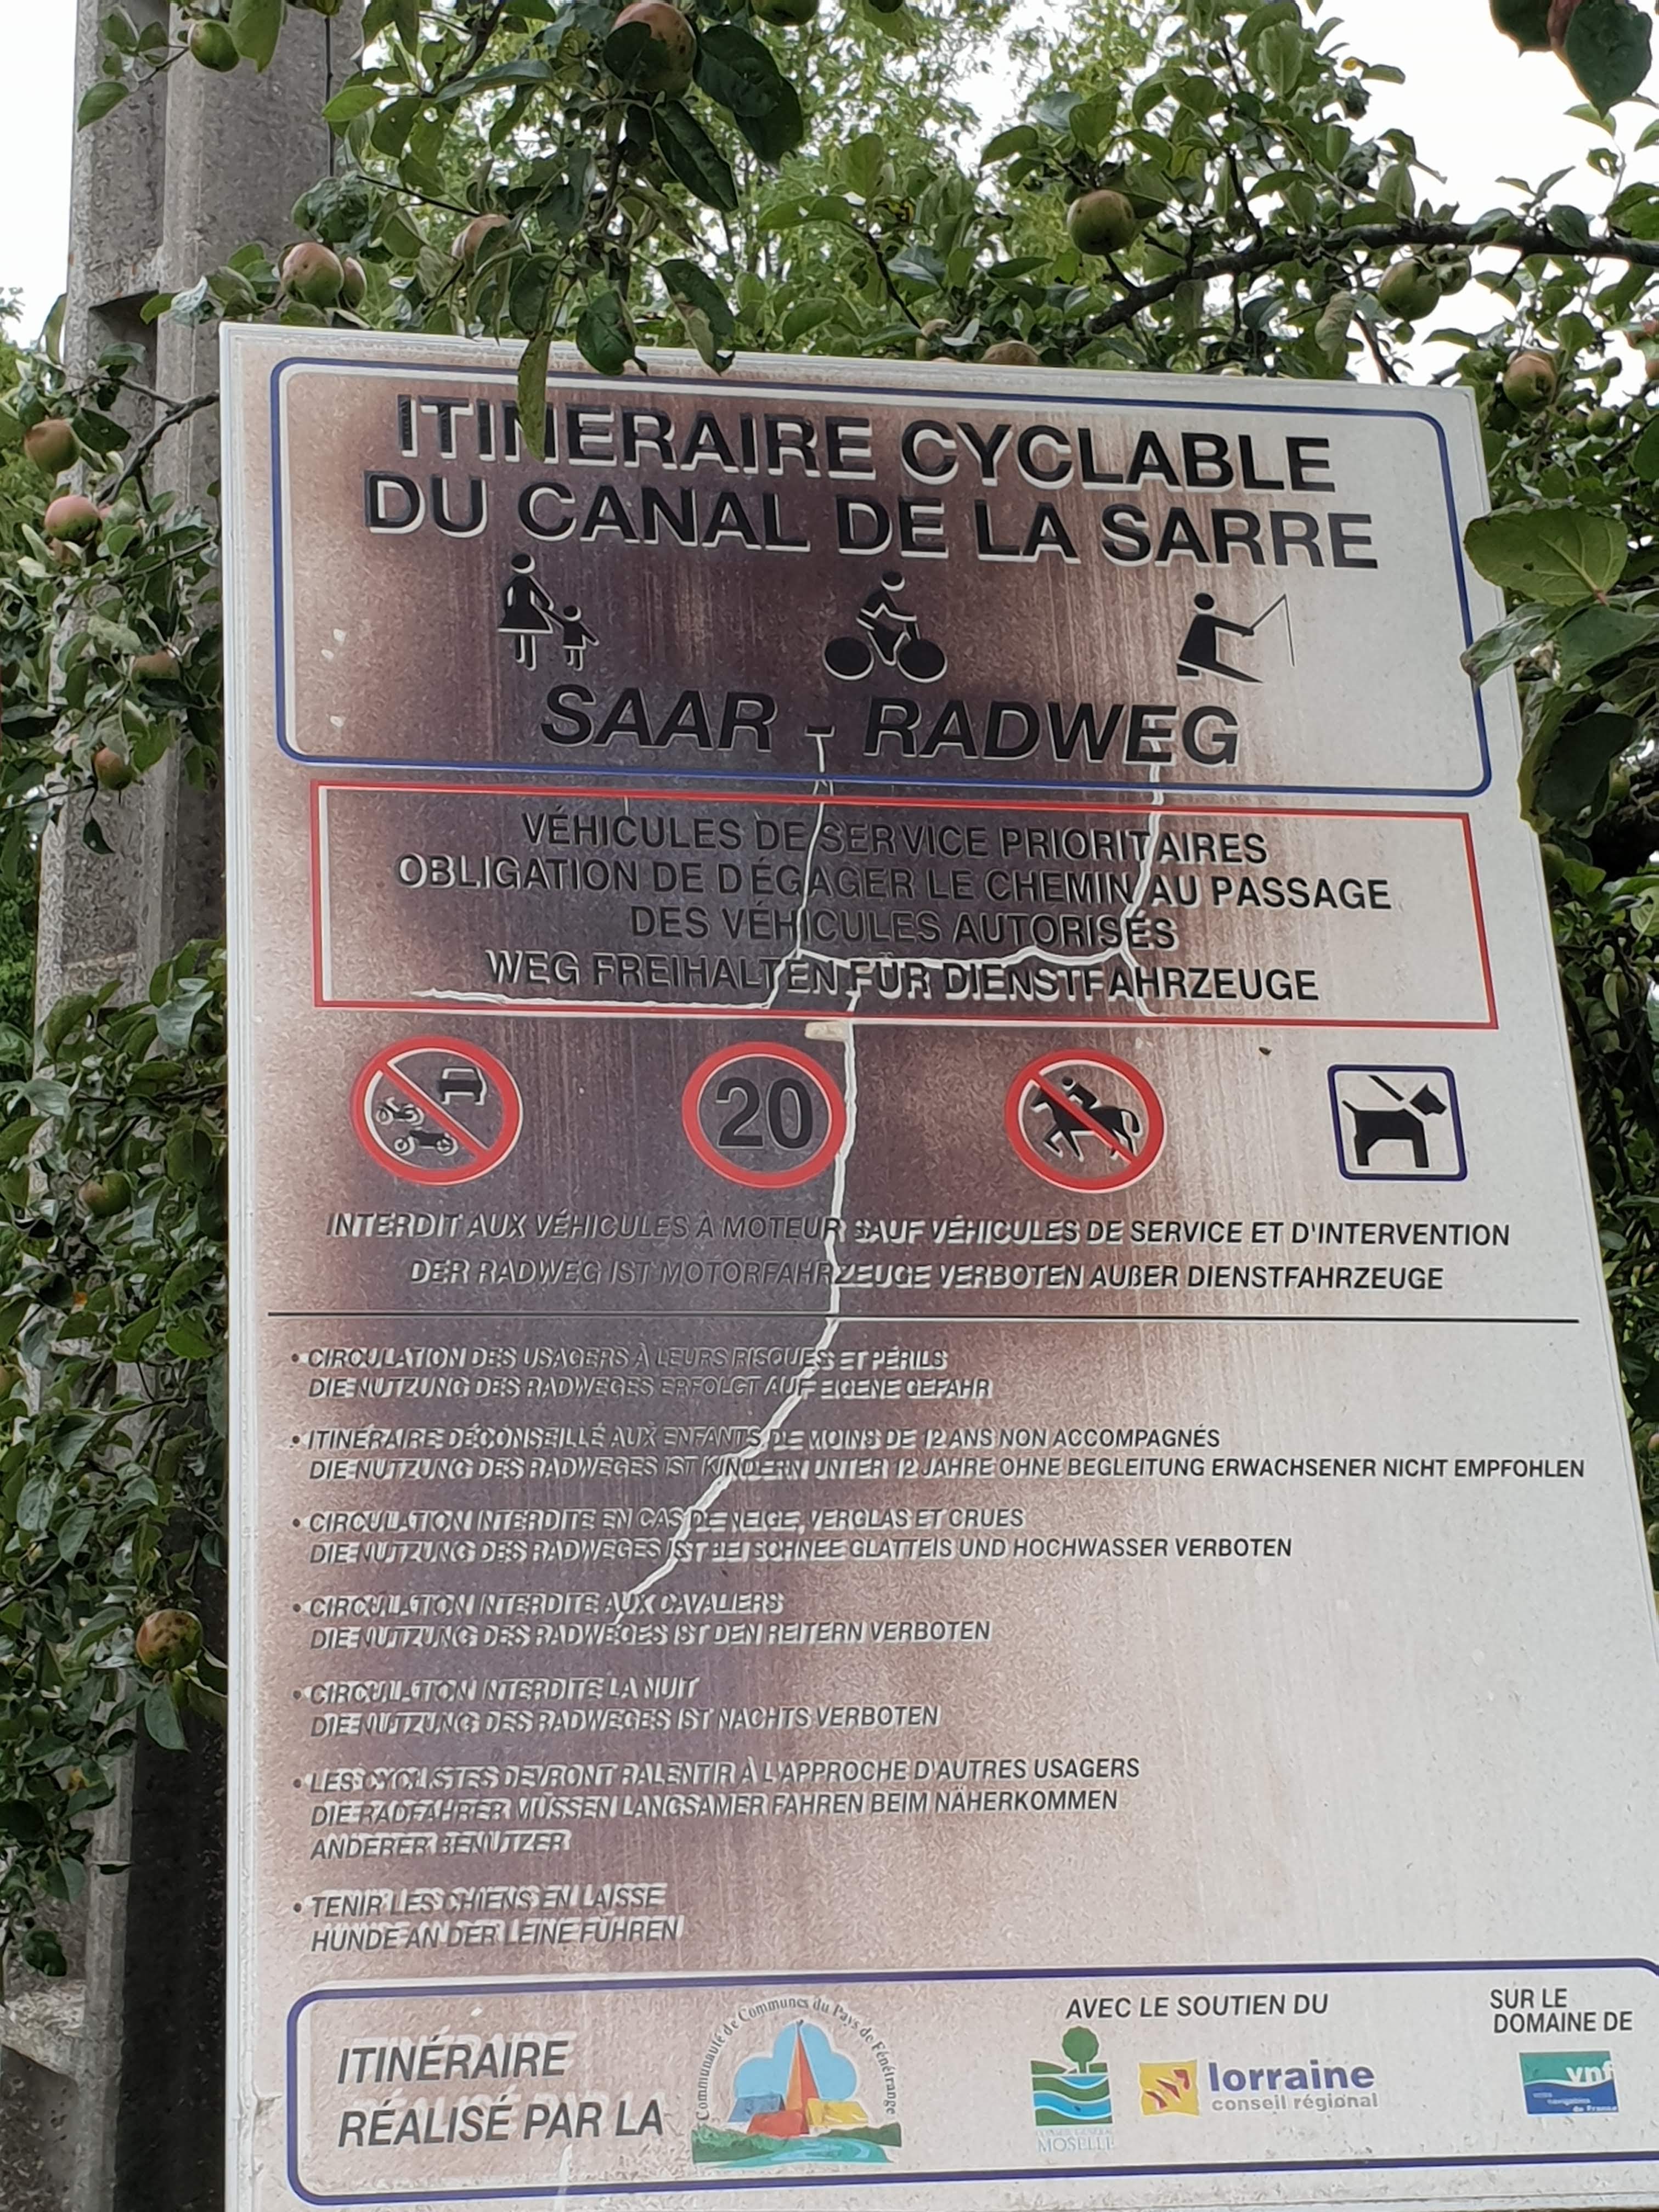 ITINERAIRE CYCLABLE
DU CANAL DE LA SARRE
SAAR - RADWEG
VÉHICULES DE SERVICE PRIORITAIRES
OBLIGATION DE DÉGAGER LE CHEMIN AU PASSAGE
DES VÉHICULES AUTORISÉS
WEG FREIHALTEN FÜR DIENSTFAHRZEUGE
20
INTERDIT AUX VÉHICULES À MOTEUR SAUF VÉHICULES DE SERVICE ET D'INTERVENTION
DER RADWEG IST MOTORFAHRZEUGE VERBOTEN AUßER DIENSTFAHRZEUGE
• CIRCULATION DES USAGERS À LEURS RISQUES ET PÉRILS
DIE NUTZUNG DES RADWEGES ERFOLGT AUF EIGENE GEFAHR
• ITINÉRAIRE DÉCONSEILLÉ AUX ENFANTS DE MOINS DE 12 ANS NON ACCOMPAGNÉS
DIE NUTZUNG DES RADWEGES IST KINDERN UNTER 12 JAHRE OHNE BEGLEITUNG ERWACHSENER NICHT EMPFOHLEN
• CIRCULATION INTERDITE EN CAS DE NEIGE, VERGLAS ET CRUES
DIE NUTZUNG DES RADWEGES IST BEI SCHNEE GLATTEIS UND HOCHWASSER VERBOTEN
• CIRCULATION INTERDITE AUX CAVALIERS
DIE NUTZUNG DES RADWEGES IST DEN REITERN VERBOTEN
• CIRCULATION INTERDITE LA NUIT
DIE NUTZUNG DES RADWEGES IST NACHTS VERBOTEN
• LES CYCLISTES DEVRONT RALENTIR À L'APPROCHE D'AUTRES USAGERS
DIE RADFAHRER MÜSSEN LANGSAMER FAHREN BEIM NÄHERKOMMEN
ANDERER BENUTZER
• TENIR LES CHIENS EN LAISSE
HUNDE AN DER LEINE FÜHREN
ITINÉRAIRE
RÉALISÉ PAR LA
Communauté de Communes du Pays de Fénétrange
AVEC LE SOUTIEN DU
CONSEIL GENERAL
MOSELLE
lorraine
conseil régional
SUR LE
DOMAINE DE
vnf
voies
navigables
de France